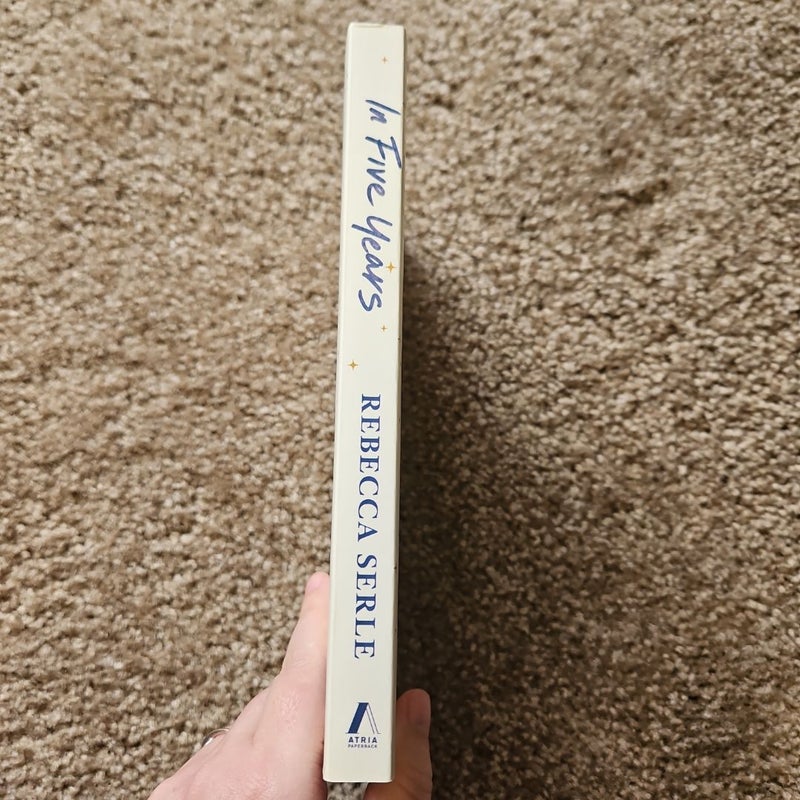 In Five Years
REBECCA SERLE
ATRIA
PAPERBACK